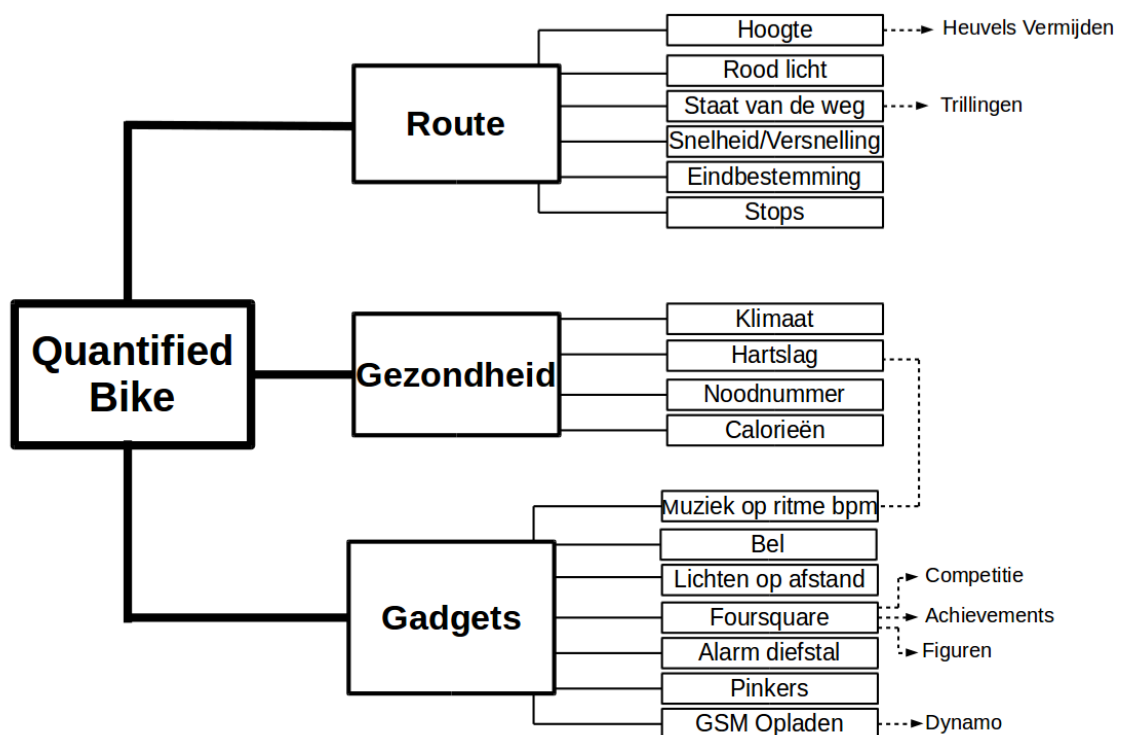 Quantified
Bike
Route
Hoogte
Heuvels Vermijden
Rood licht
Staat van de weg
Trillingen
Snelheid/Versnelling
Eindbestemming
Stops
Gezondheid
Klimaat
Hartslag
Noodnummer
Calorieën
Gadgets
Muziek op ritme bpm
Bel
Lichten op afstand
Foursquare
Competitie
Achievements
Figuren
Alarm diefstal
Pinkers
GSM Opladen
Dynamo